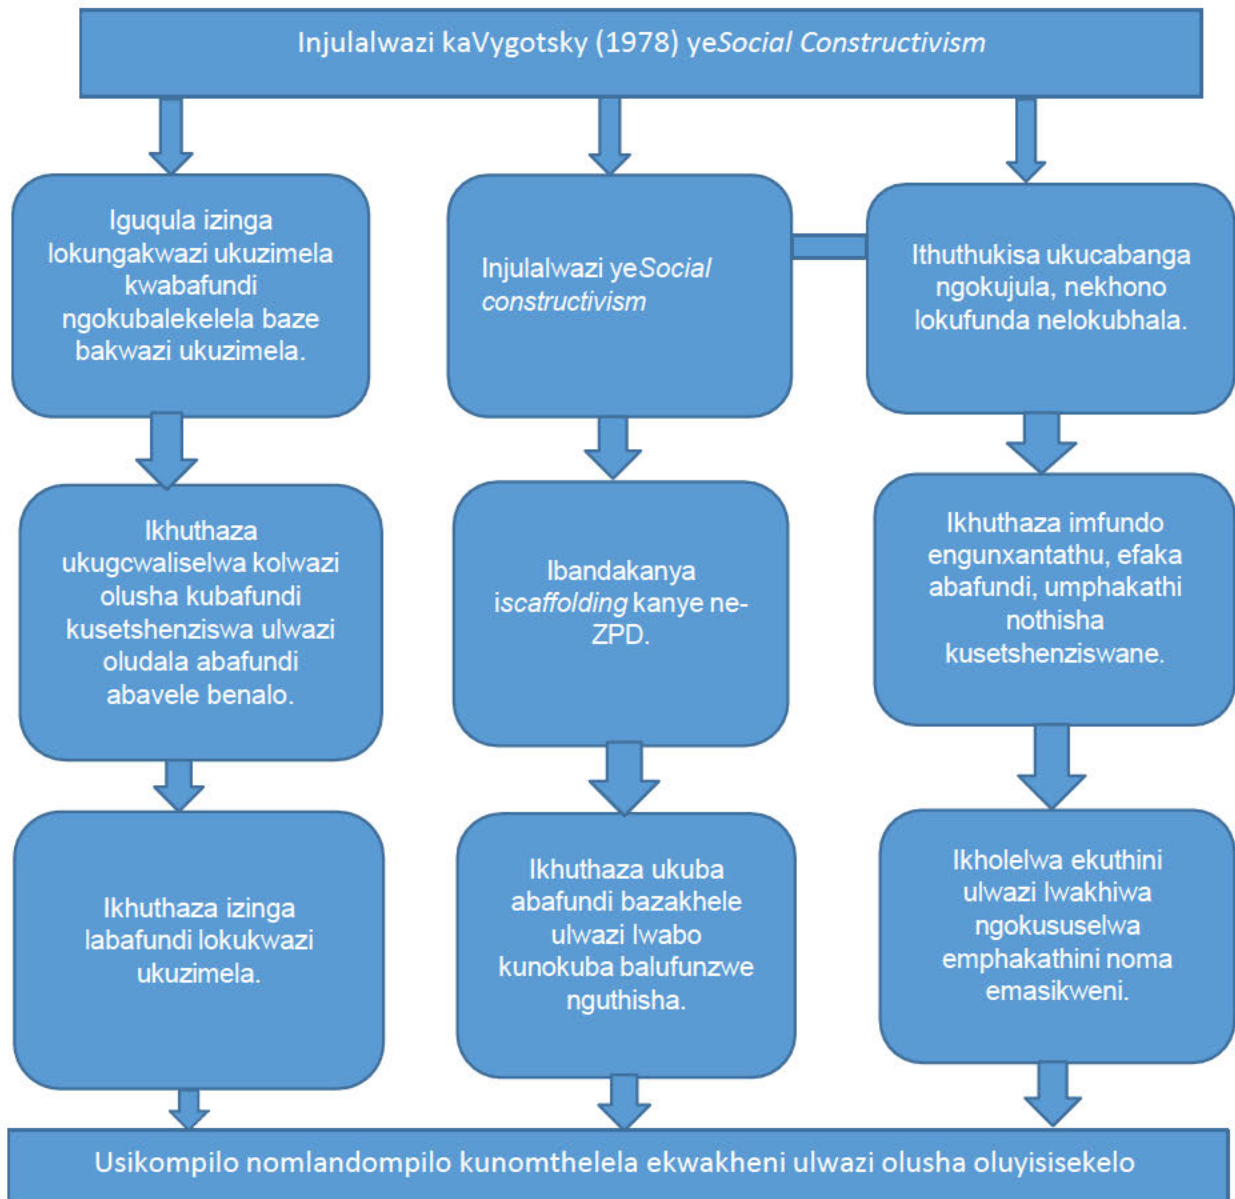 Injulalwazi kaVygotsky (1978) yeSocial Constructivism
Iguqula izinga
lokungakwazi ukuzimela
kwabafundi
ngokubalekelela baze
bakwazi ukuzimela.
Injulalwazi yeSocial
constructivism
Ithuthukisa ukucabanga
ngokujula, nekhono
lokufunda nelokubhala.
Ikhuthaza
ukugcwaliselwa kolwazi
olusha kubafundi
kusetshenziswa ulwazi
oludala abafundi
abavele benalo.
Ibandakanya
iscaffolding kanye ne-
ZPD.
Ikhuthaza imfundo
engunxantathu, efaka
abafundi, umphakathi
nothisha
kusetshenziswane.
Ikhuthaza izinga
labafundi lokukwazi
ukuzimela.
Ikhuthaza ukuba
abafundi bazakhele
ulwazi lwabo
kunokuba balufunzwe
nguthisha.
Ikholelwa ekuthini
ulwazi lwakhiwa
ngokususelwa
emphakathini noma
emasikweni.
Usikompilo nomlandompilo kunomthelela ekwakheni ulwazi olusha oluyisisekelo